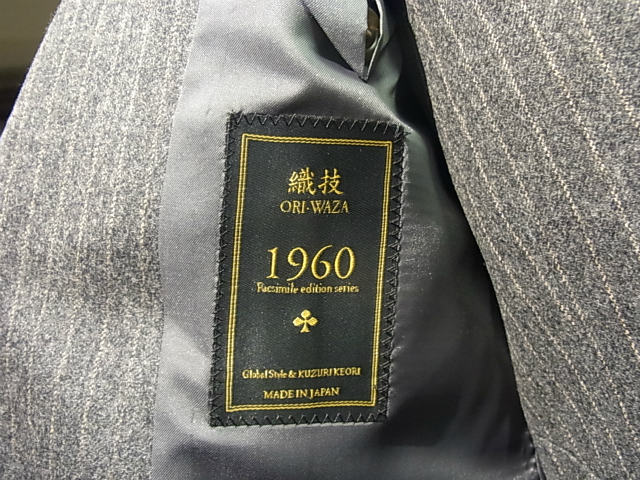 織技
ORI-WAZA
1960
Facsimile edition series
Global Style & KUZURI KEORI
MADE IN JAPAN